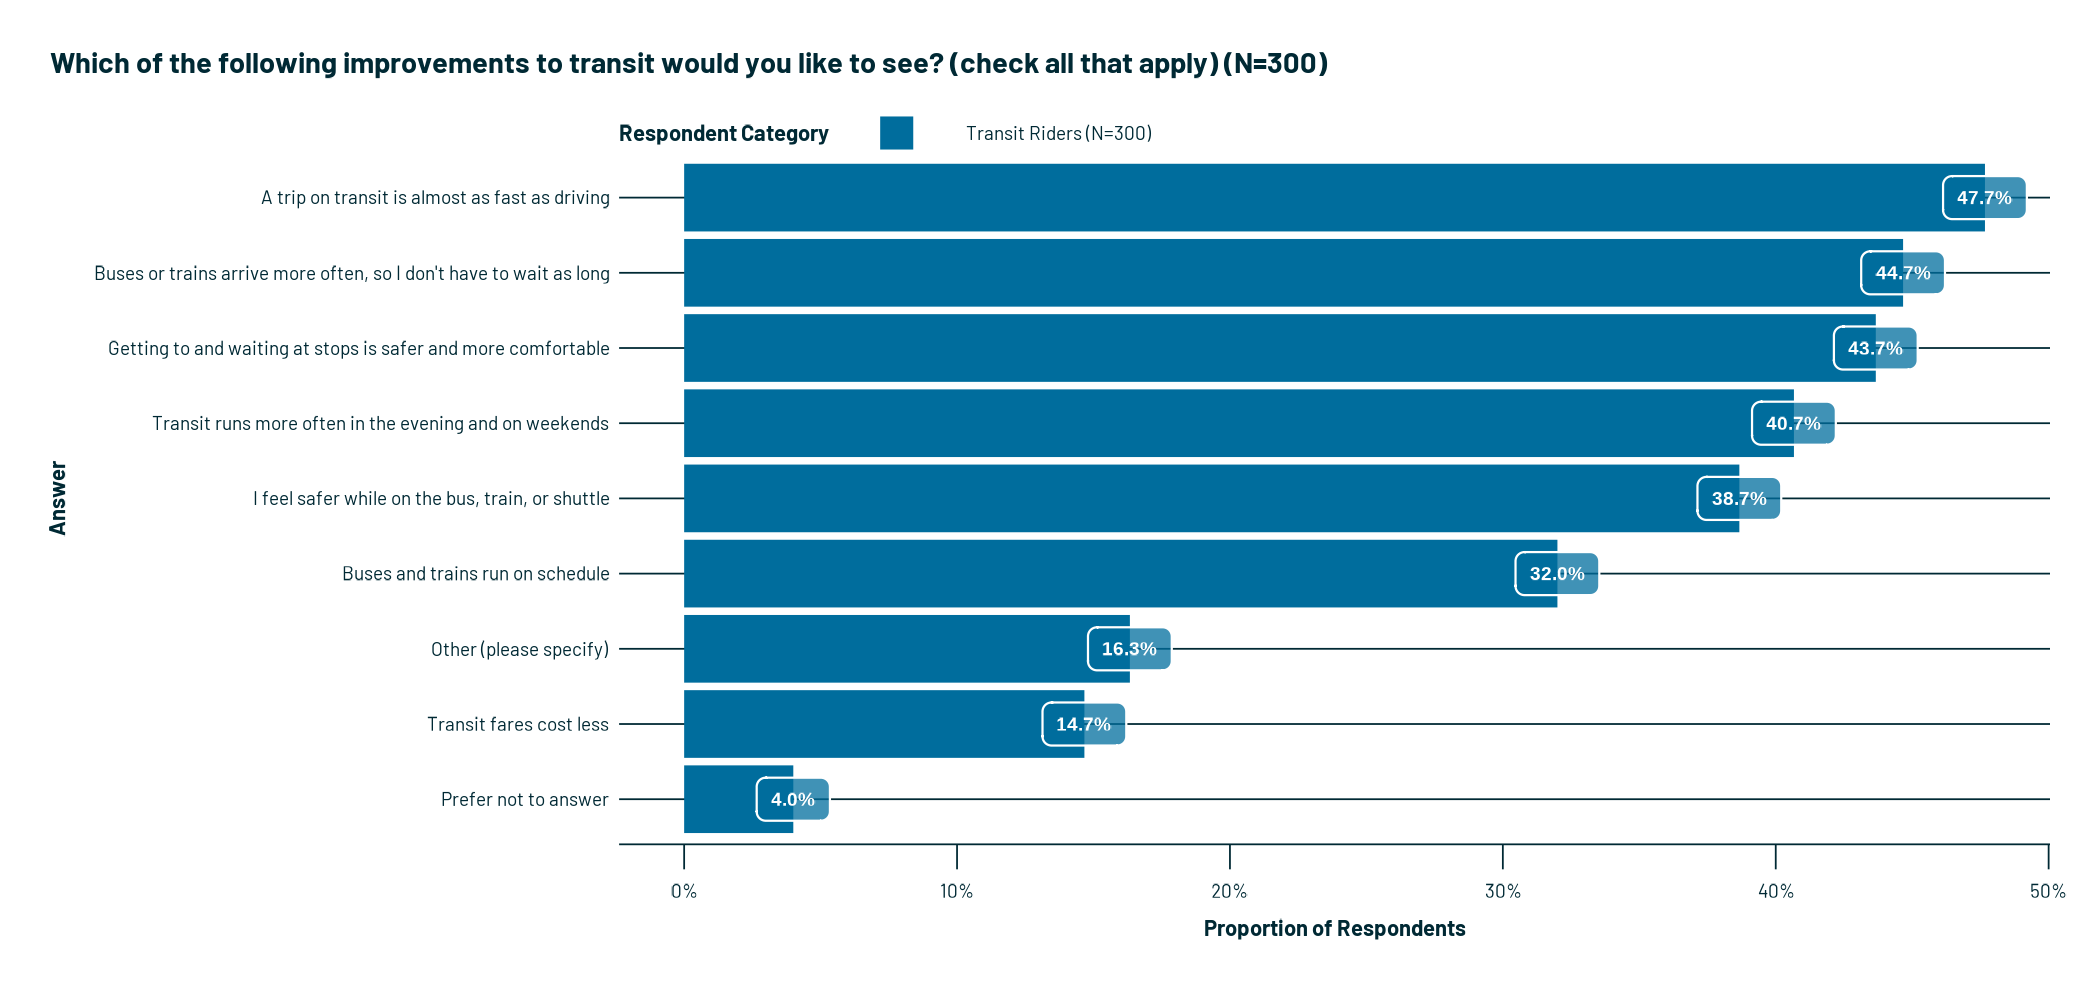 Which of the following improvements to transit would you like to see? (check all that apply) (N=300)
Respondent Category Transit Riders (N=300)
A trip on transit is almost as fast as driving 47.7%
Buses or trains arrive more often, so I don't have to wait as long 44.7%
Getting to and waiting at stops is safer and more comfortable 43.7%
Transit runs more often in the evening and on weekends 40.7%
I feel safer while on the bus, train, or shuttle 38.7%
Buses and trains run on schedule 32.0%
Other (please specify) 16.3%
Transit fares cost less 14.7%
Prefer not to answer 4.0%
Answer
0% 10% 20% 30% 40% 50%
Proportion of Respondents